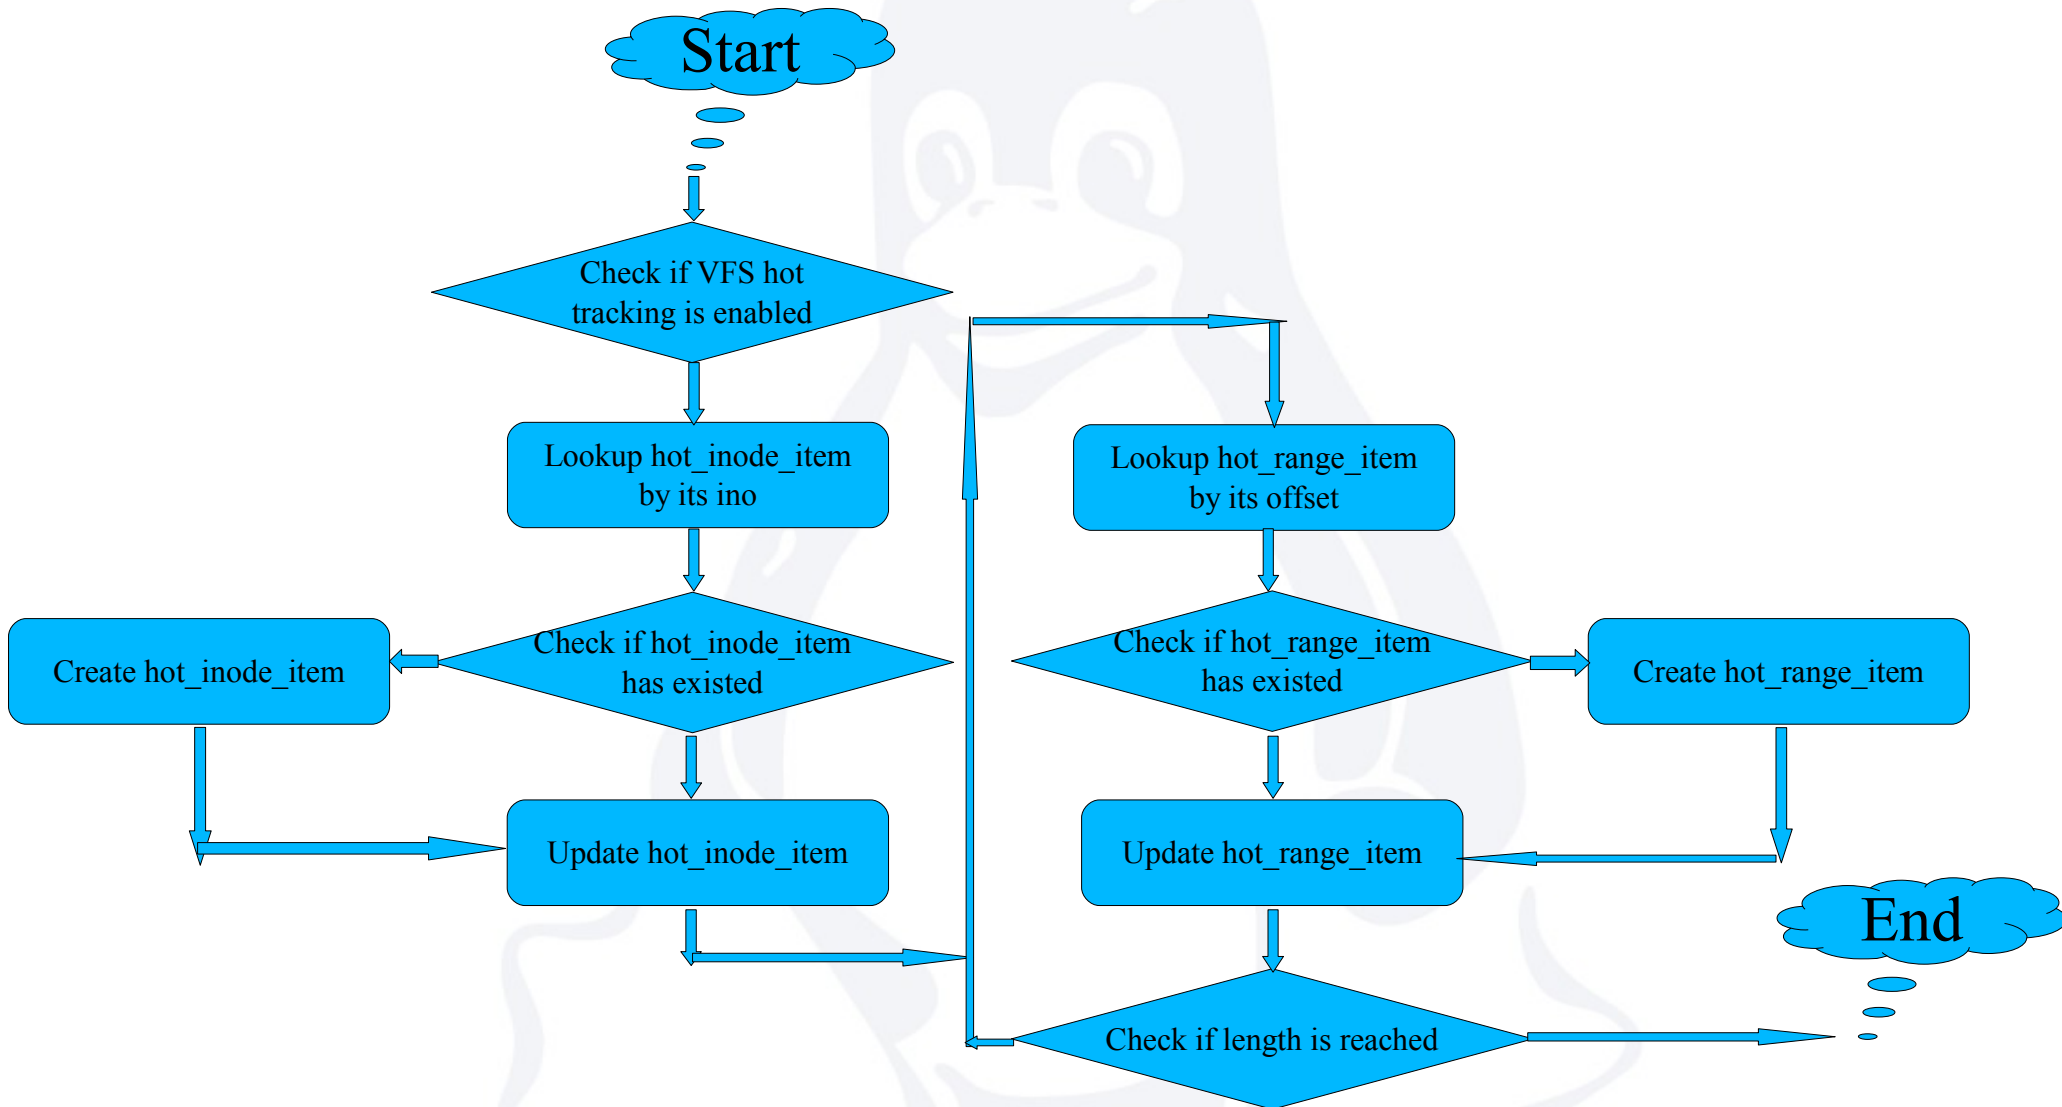 Start
Check if VFS hot
tracking is enabled
Lookup hot_inode_item
by its ino
Check if hot_inode_item
has existed
Create hot_inode_item
Update hot_inode_item
Lookup hot_range_item
by its offset
Check if hot_range_item
has existed
Create hot_range_item
Update hot_range_item
Check if length is reached
End